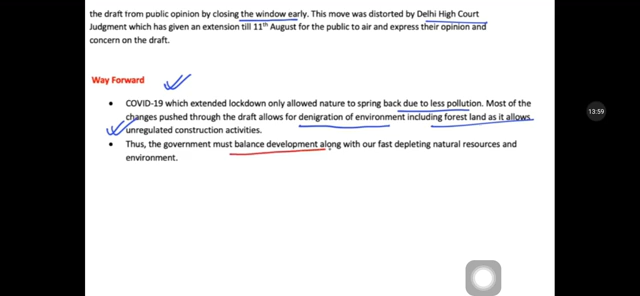 the draft from public opinion by closing the window early. This move was distorted by Delhi High Court
Judgment which has given an extension till 11th August for the public to air and express their opinion and
concern on the draft.
Way Forward
• COVID-19 which extended lockdown only allowed nature to spring back due to less pollution. Most of the
changes pushed through the draft allows for denigration of environment including forest land as it allows
unregulated construction activities.
• Thus, the government must balance development along with our fast depleting natural resources and
environment.
13:59